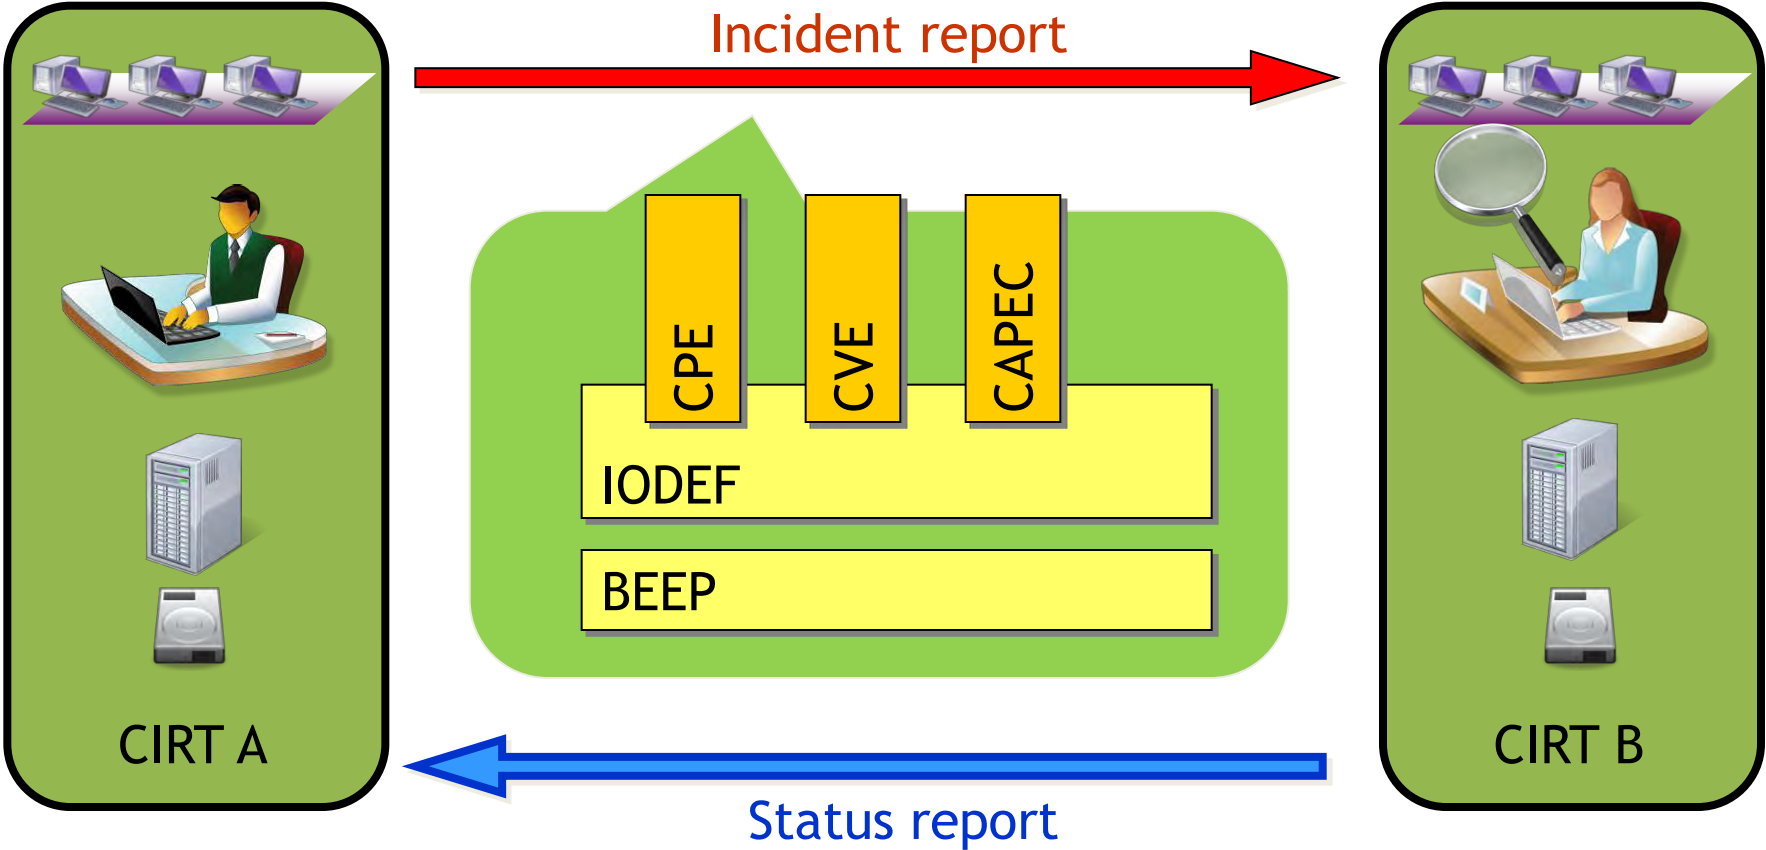 Incident report
CPE
CVE
CAPEC
IODEF
BEEP
CIRT A
CIRT B
Status report